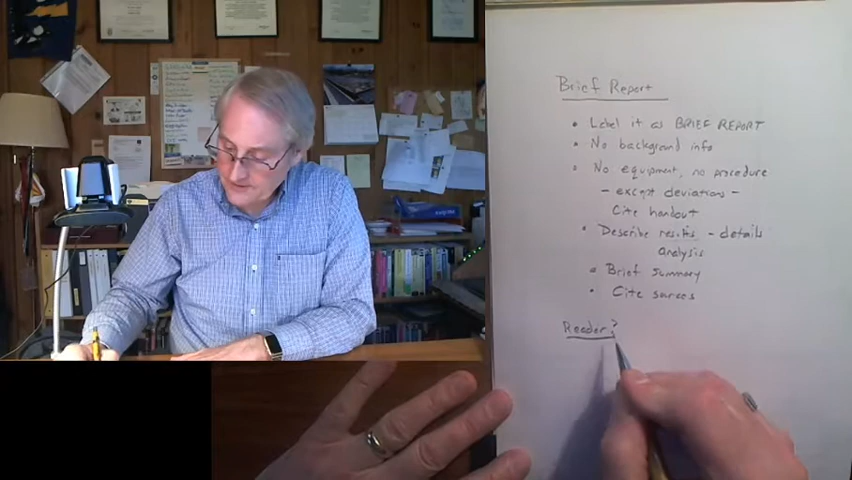 Brief Report
• Label it as BRIEF REPORT
• No background info
• No equipment, no procedure
- except deviations -
Cite handout
• Describe results - details
analysis
• Brief Summary
• Cite sources
Reader?